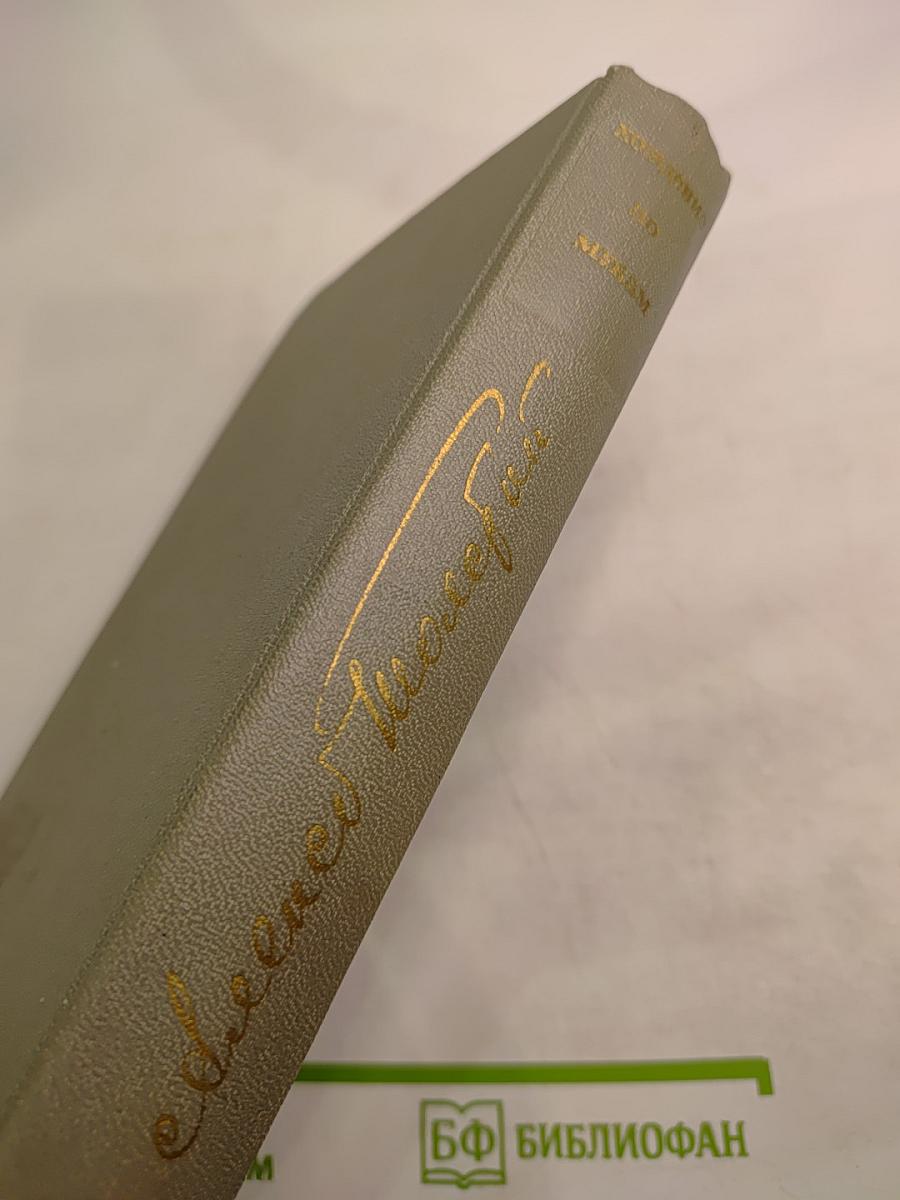 ХОЖДЕНИЕ
ПО
МУКАМ
Алексей Толстой
БФ БИБЛИОФАН